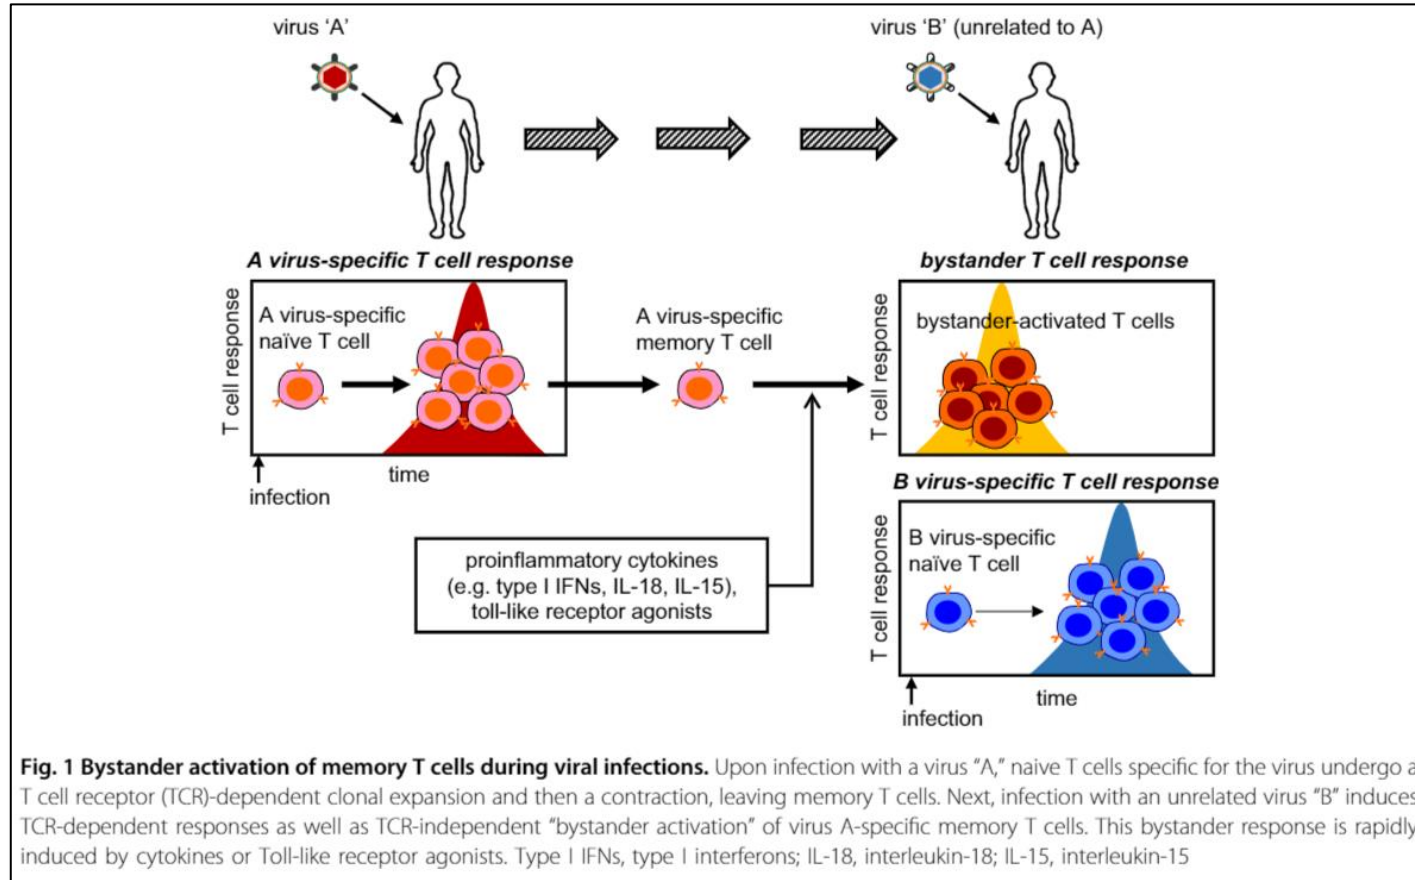 virus ‘A’
virus ‘B’ (unrelated to A)
A virus-specific T cell response
T cell response
A virus-specific
naïve T cell
time
infection
A virus-specific
memory T cell
proinflammatory cytokines
(e.g. type I IFNs, IL-18, IL-15),
toll-like receptor agonists
bystander T cell response
T cell response
bystander-activated T cells
B virus-specific T cell response
T cell response
B virus-specific
naïve T cell
time
infection
Fig. 1 Bystander activation of memory T cells during viral infections. Upon infection with a virus “A,” naive T cells specific for the virus undergo a
T cell receptor (TCR)-dependent clonal expansion and then a contraction, leaving memory T cells. Next, infection with an unrelated virus “B” induces
TCR-dependent responses as well as TCR-independent “bystander activation” of virus A-specific memory T cells. This bystander response is rapidly
induced by cytokines or Toll-like receptor agonists. Type I IFNs, type I interferons; IL-18, interleukin-18; IL-15, interleukin-15